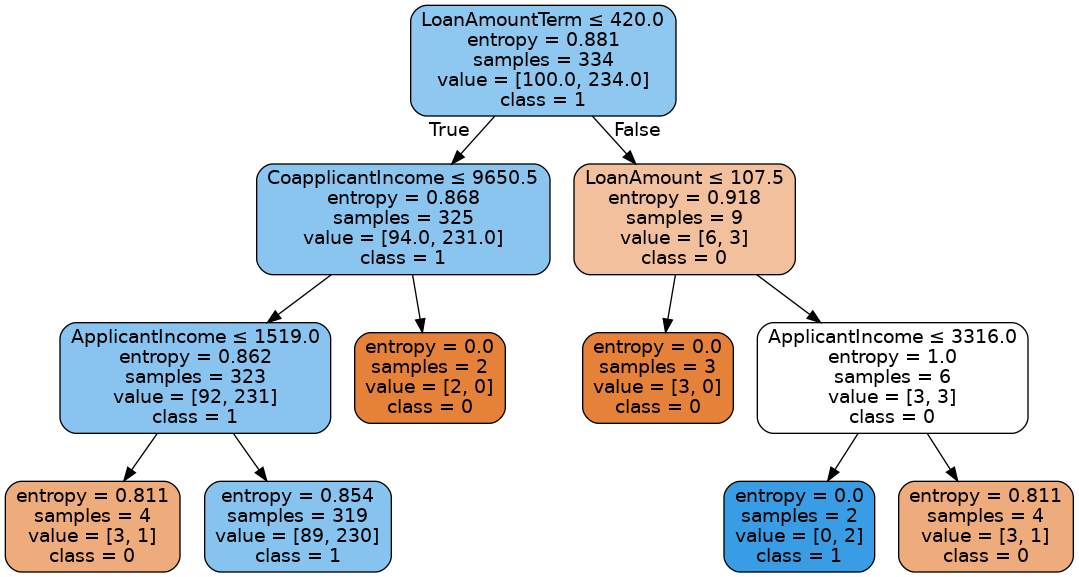 LoanAmountTerm ≤ 420.0
entropy = 0.881
samples = 334
value = [100.0, 234.0]
class = 1
True
False
CoapplicantIncome ≤ 9650.5
entropy = 0.868
samples = 325
value = [94.0, 231.0]
class = 1
LoanAmount ≤ 107.5
entropy = 0.918
samples = 9
value = [6, 3]
class = 0
ApplicantIncome ≤ 1519.0
entropy = 0.862
samples = 323
value = [92, 231]
class = 1
entropy = 0.0
samples = 2
value = [2, 0]
class = 0
entropy = 0.0
samples = 3
value = [3, 0]
class = 0
ApplicantIncome ≤ 3316.0
entropy = 1.0
samples = 6
value = [3, 3]
class = 0
entropy = 0.811
samples = 4
value = [3, 1]
class = 0
entropy = 0.854
samples = 319
value = [89, 230]
class = 1
entropy = 0.0
samples = 2
value = [0, 2]
class = 1
entropy = 0.811
samples = 4
value = [3, 1]
class = 0